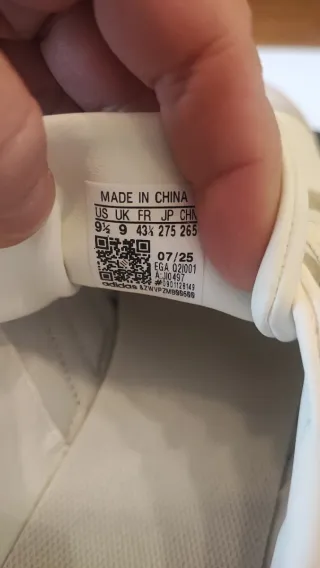 MADE IN CHINA
US UK FR JP CHN
9½ 9 43⅓ 275 265
07/25
EGA Q2I001
A:JI0497
#0901128149
adidas